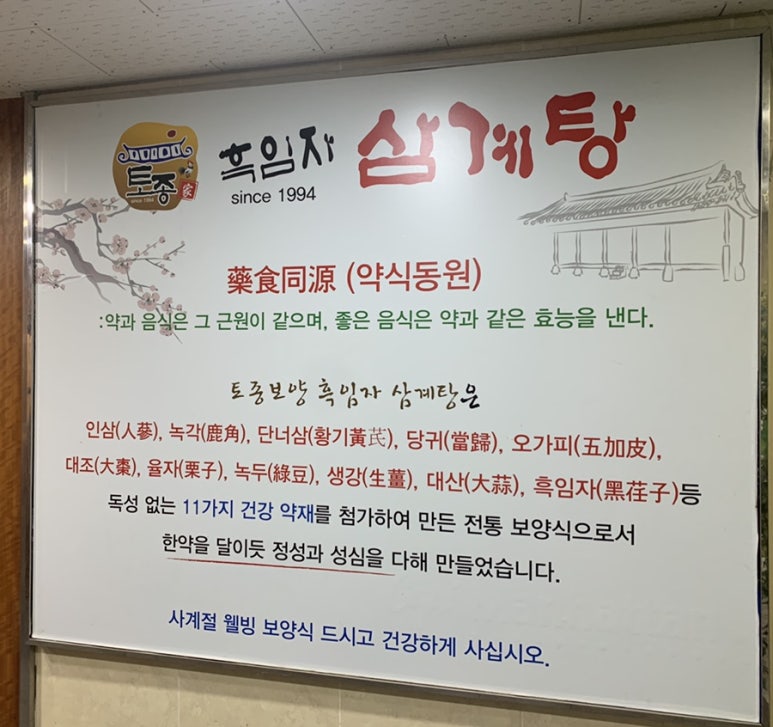 토종
since 1994
家
흑임자 삼계탕
since 1994
藥食同源 (약식동원)
:약과 음식은 그 근원이 같으며, 좋은 음식은 약과 같은 효능을 낸다.
토종보양 흑임자 삼계탕은
인삼(人蔘), 녹각(鹿角), 단너삼(황기黃芪), 당귀(當歸), 오가피(五加皮),
대조(大棗), 율자(栗子), 녹두(綠豆), 생강(生薑), 대산(大蒜), 흑임자(黑荏子)등
독성 없는 11가지 건강 약재를 첨가하여 만든 전통 보양식으로서
한약을 달이듯 정성과 성심을 다해 만들었습니다.
사계절 웰빙 보양식 드시고 건강하게 사십시오.